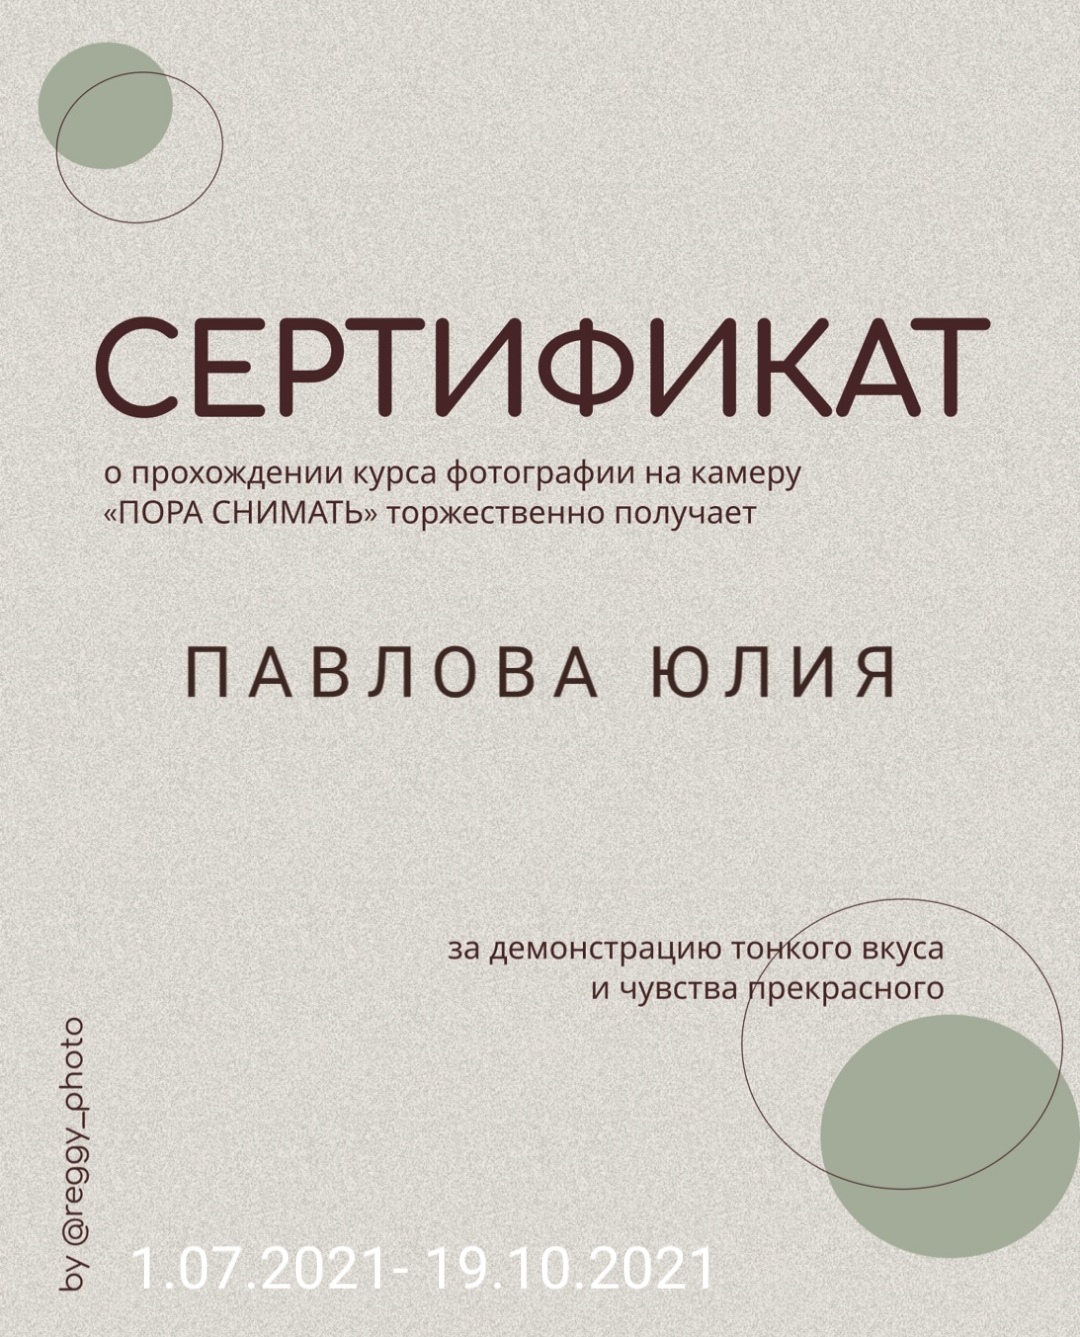 СЕРТИФИКАТ
о прохождении курса фотографии на камеру
«ПОРА СНИМАТЬ» торжественно получает
ПАВЛОВА ЮЛИЯ
за демонстрацию тонкого вкуса
и чувства прекрасного
by @reggy_photo
1.07.2021- 19.10.2021